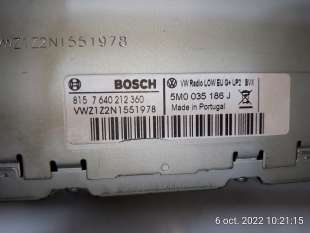 VWZ1Z2N1551978
BOSCH
VW Radio LOW EU G+ UP2 BVX
815 7 640 212 360
VWZ1Z2N1551978
5M0 035 186 J
Made in Portugal
6 oct. 2022 10:21:15